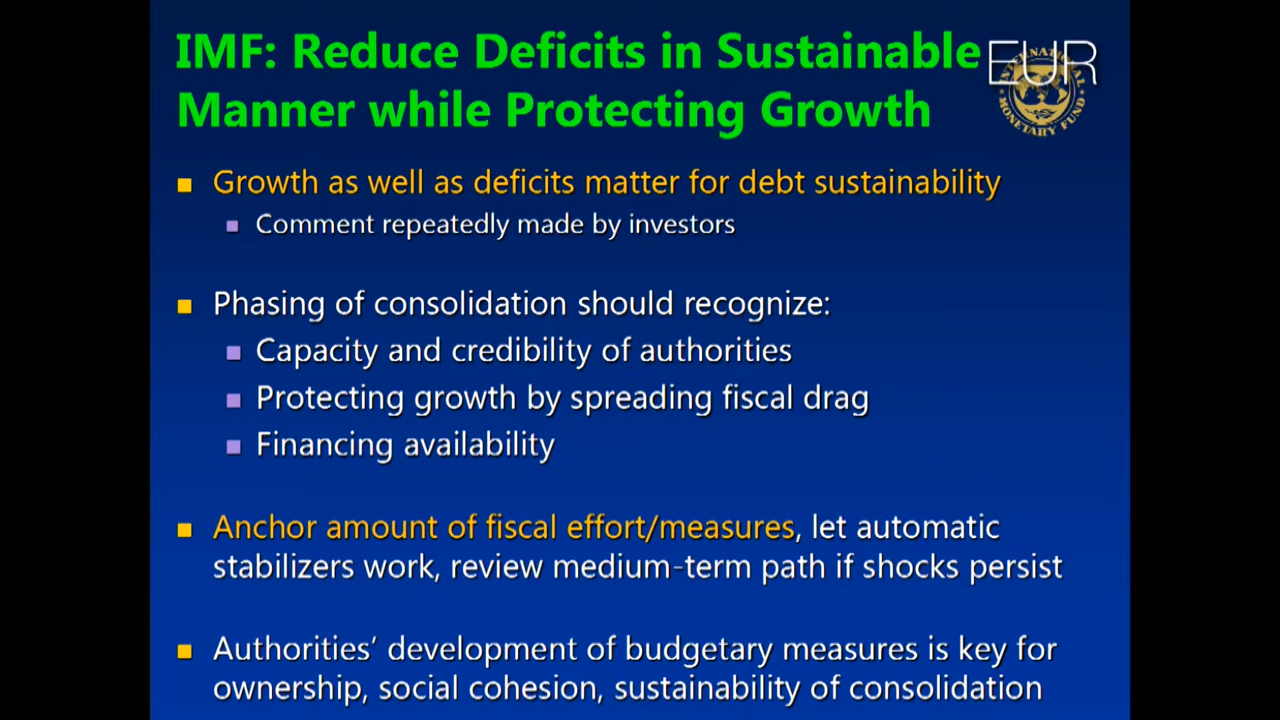 IMF: Reduce Deficits in Sustainable
Manner while Protecting Growth
EUR
INTERNATIONAL
MONETARY FUND
Growth as well as deficits matter for debt sustainability
Comment repeatedly made by investors
Phasing of consolidation should recognize:
Capacity and credibility of authorities
Protecting growth by spreading fiscal drag
Financing availability
Anchor amount of fiscal effort/measures, let automatic
stabilizers work, review medium-term path if shocks persist
Authorities’ development of budgetary measures is key for
ownership, social cohesion, sustainability of consolidation